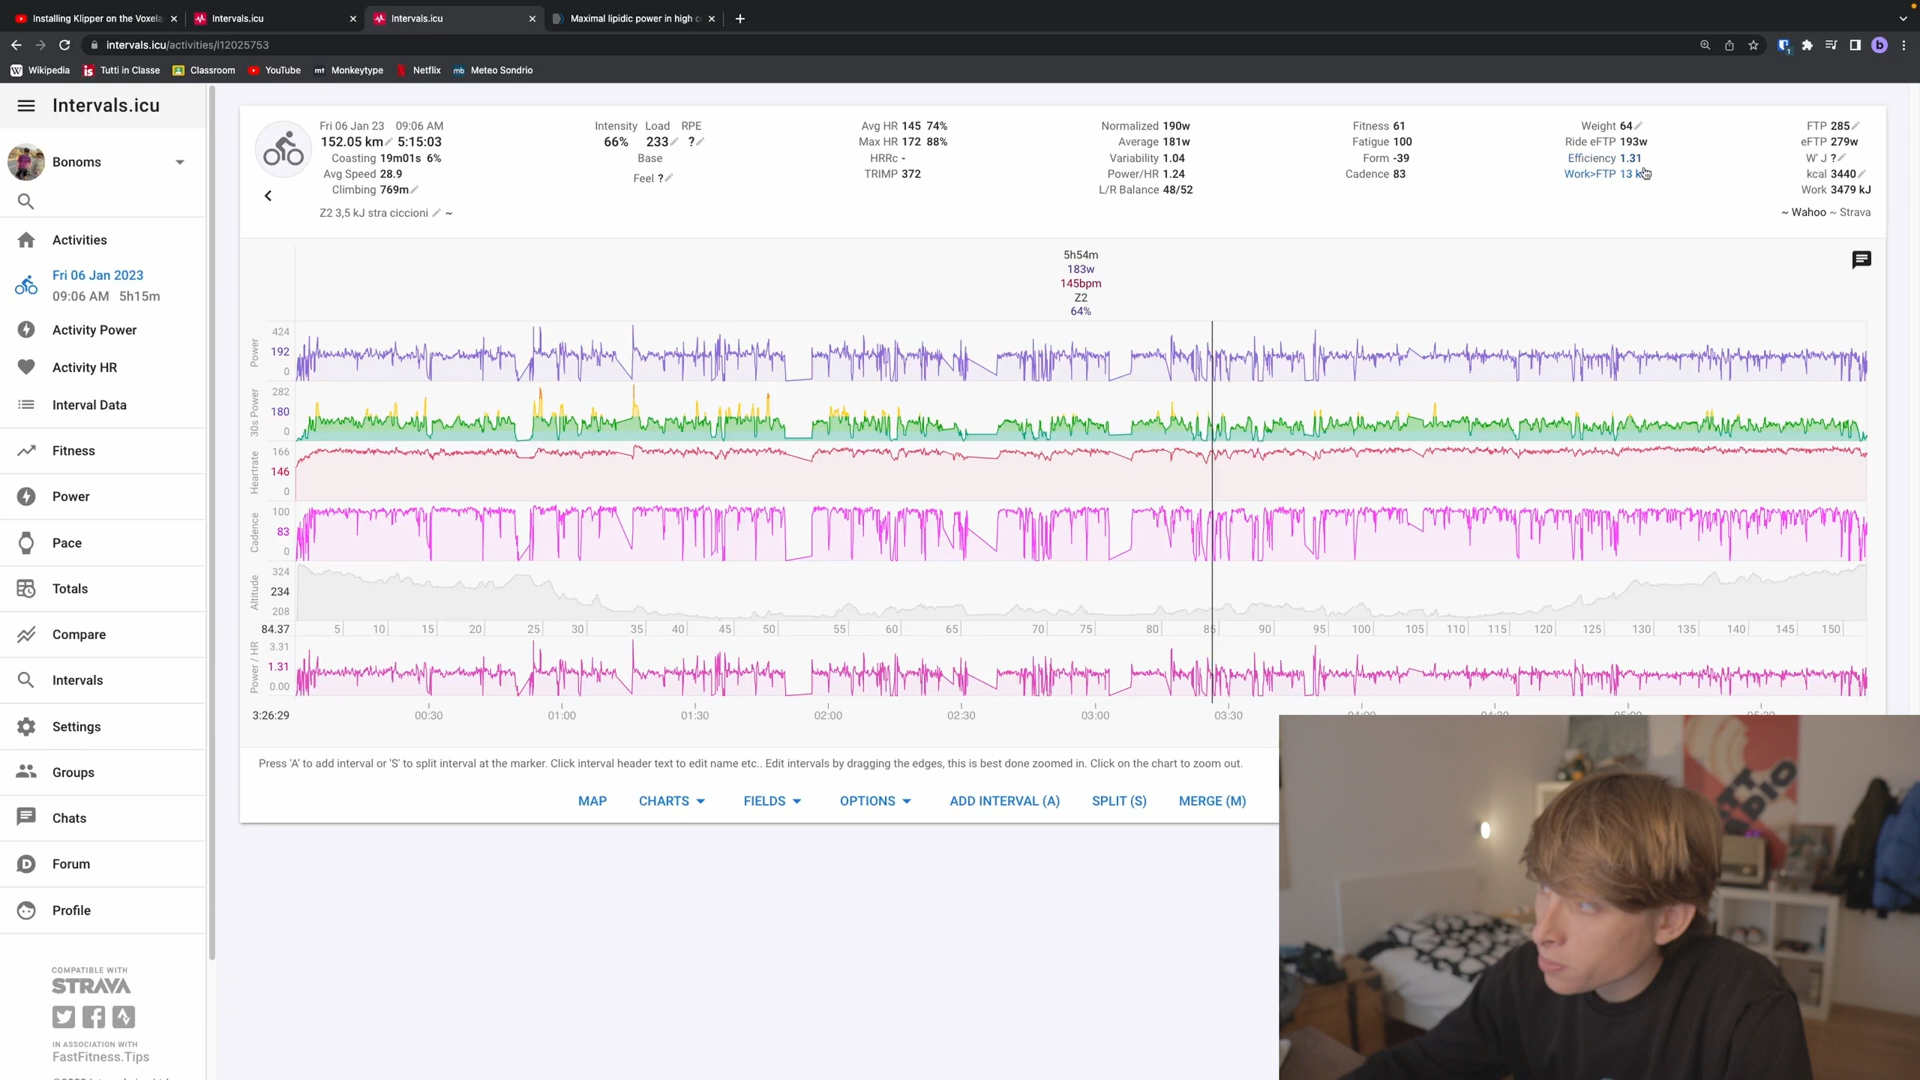 Installing Klipper on the Voxela
Intervals.icu
Intervals.icu
Maximal lipidic power in high c
intervals.icu/activities/i12025753
Wikipedia
Tutti in Classe
Classroom
YouTube
Monkeytype
Netflix
Meteo Sondrio
Intervals.icu
Bonoms
Activities
Fri 06 Jan 2023
09:06 AM 5h15m
Activity Power
Activity HR
Interval Data
Fitness
Power
Pace
Totals
Compare
Intervals
Settings
Groups
Chats
Forum
Profile
COMPATIBLE WITH
STRAVA
IN ASSOCIATION WITH
FastFitness.Tips
Fri 06 Jan 23 09:06 AM
152.05 km 5:15:03
Coasting 19m01s 6%
Avg Speed 28.9
Climbing 769m
Z2 3,5 kJ stra ciccioni ~
Intensity Load RPE
66% 233 ?
Base
Feel ?
Avg HR 145 74%
Max HR 172 88%
HRRc -
TRIMP 372
Normalized 190w
Average 181w
Variability 1.04
Power/HR 1.24
L/R Balance 48/52
Fitness 61
Fatigue 100
Form -39
Cadence 83
Weight 64
Ride eFTP 193w
Efficiency 1.31
Work>FTP 13
FTP 285
eFTP 279w
W' J ?
kcal 3440
Work 3479 kJ
~ Wahoo ~ Strava
5h54m
183w
145bpm
Z2
64%
Power
424
192
0
30s Power
282
180
0
Heartrate
166
146
0
Cadence
100
83
0
Altitude
324
234
208
84.37 5 10 15 20 25 30 35 40 45 50 55 60 65 70 75 80 85 90 95 100 105 110 115 120 125 130 135 140 145 150
Power / HR
3.31
1.31
0.00
3:26:29 00:30 01:00 01:30 02:00 02:30 03:00 03:30
Press 'A' to add interval or 'S' to split interval at the marker. Click interval header text to edit name etc.. Edit intervals by dragging the edges, this is best done zoomed in. Click on the chart to zoom out.
MAP CHARTS FIELDS OPTIONS ADD INTERVAL (A) SPLIT (S) MERGE (M)